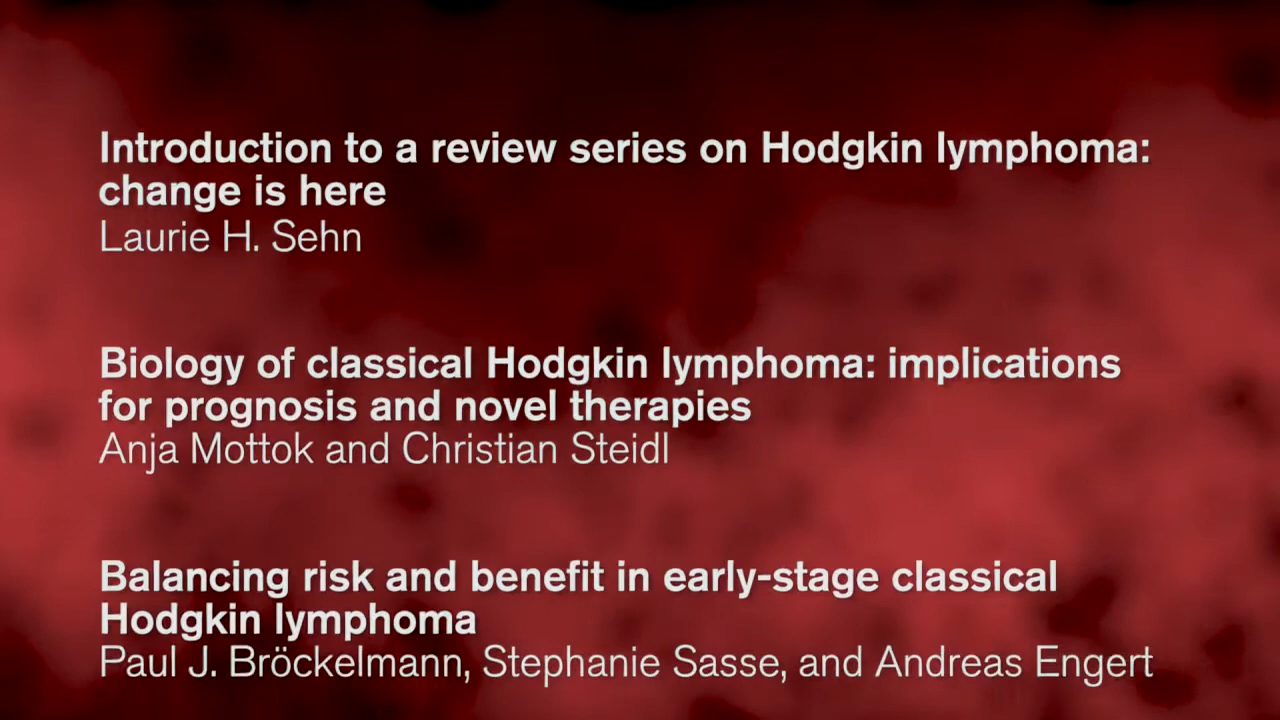 Introduction to a review series on Hodgkin lymphoma:
change is here
Laurie H. Sehn
Biology of classical Hodgkin lymphoma: implications
for prognosis and novel therapies
Anja Mottok and Christian Steidl
Balancing risk and benefit in early-stage classical
Hodgkin lymphoma
Paul J. Bröckelmann, Stephanie Sasse, and Andreas Engert